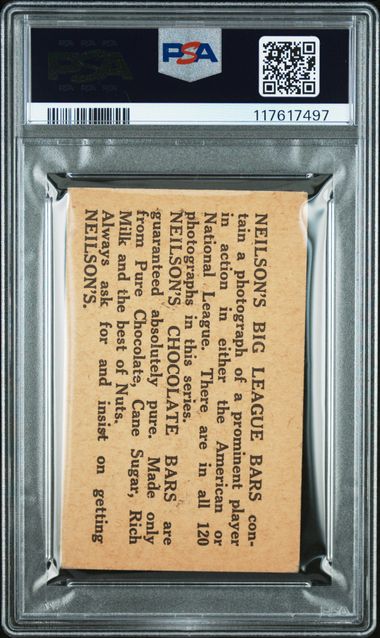 PSA
117617497
NEILSON'S BIG LEAGUE BARS con-
tain a photograph of a prominent player
in action in either the American or
National League. There are in all 120
photographs in this series.
NEILSON'S CHOCOLATE BARS are
guaranteed absolutely pure. Made only
from Pure Chocolate, Cane Sugar, Rich
Milk and the best of Nuts.
Always ask for and insist on getting
NEILSON'S.